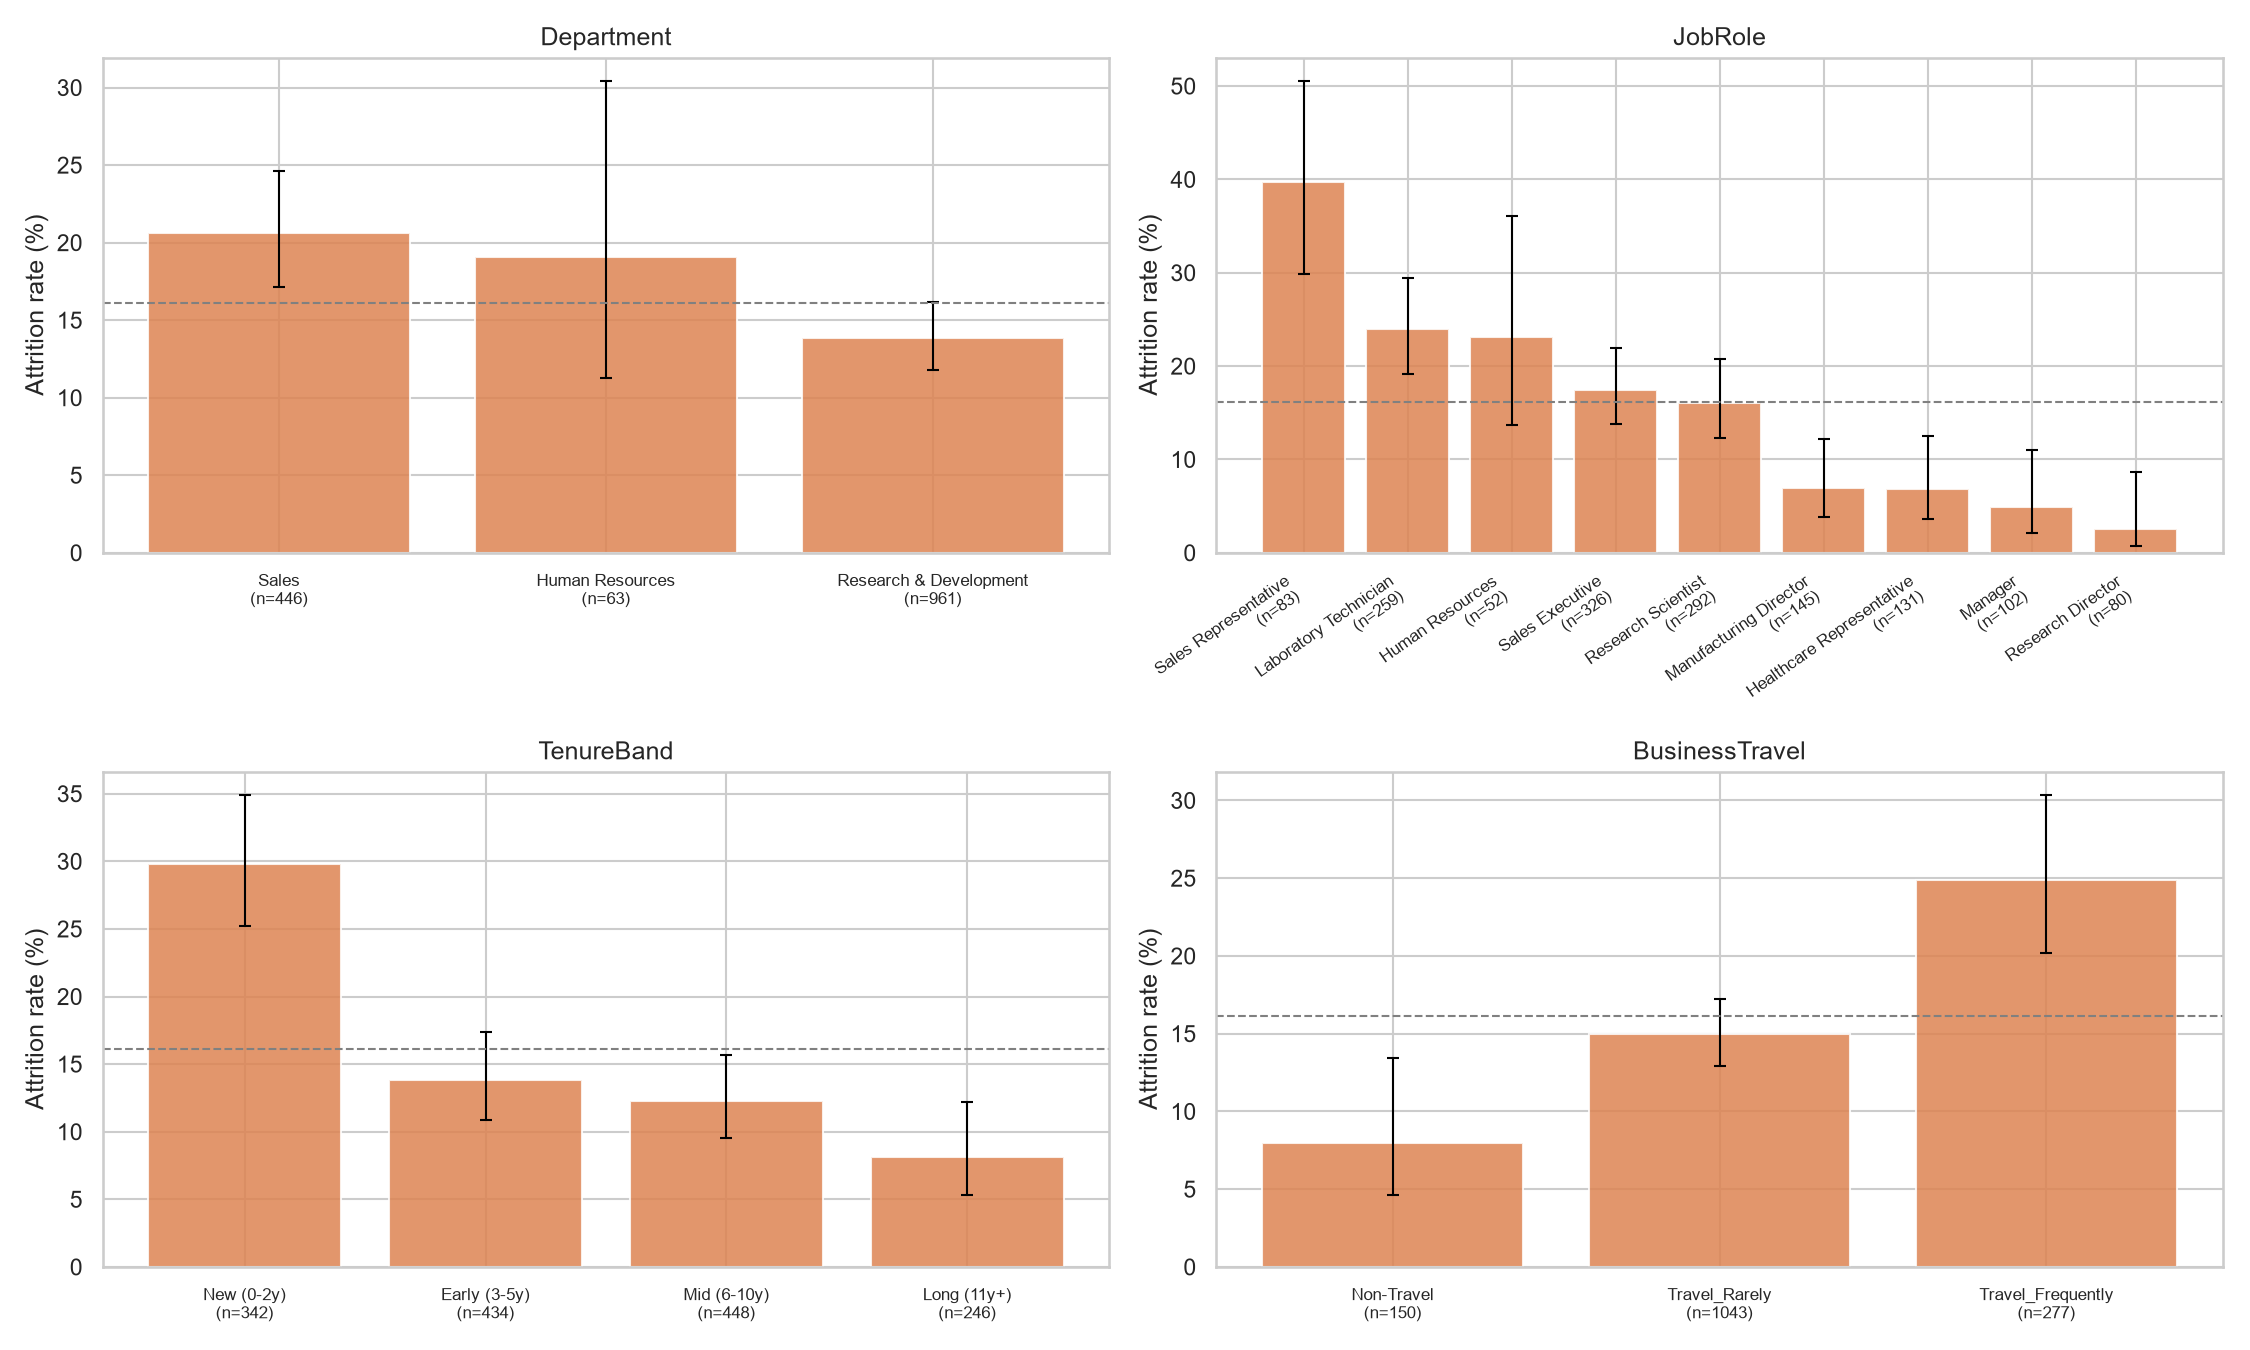 Department
Attrition rate (%)
30
25
20
15
10
5
0
Sales
(n=446)
Human Resources
(n=63)
Research & Development
(n=961)
JobRole
Attrition rate (%)
50
40
30
20
10
0
Sales Representative
(n=83)
Laboratory Technician
(n=259)
Human Resources
(n=52)
Sales Executive
(n=326)
Research Scientist
(n=292)
Manufacturing Director
(n=145)
Healthcare Representative
(n=131)
Manager
(n=102)
Research Director
(n=80)
TenureBand
Attrition rate (%)
35
30
25
20
15
10
5
0
New (0-2y)
(n=342)
Early (3-5y)
(n=434)
Mid (6-10y)
(n=448)
Long (11y+)
(n=246)
BusinessTravel
Attrition rate (%)
30
25
20
15
10
5
0
Non-Travel
(n=150)
Travel_Rarely
(n=1043)
Travel_Frequently
(n=277)